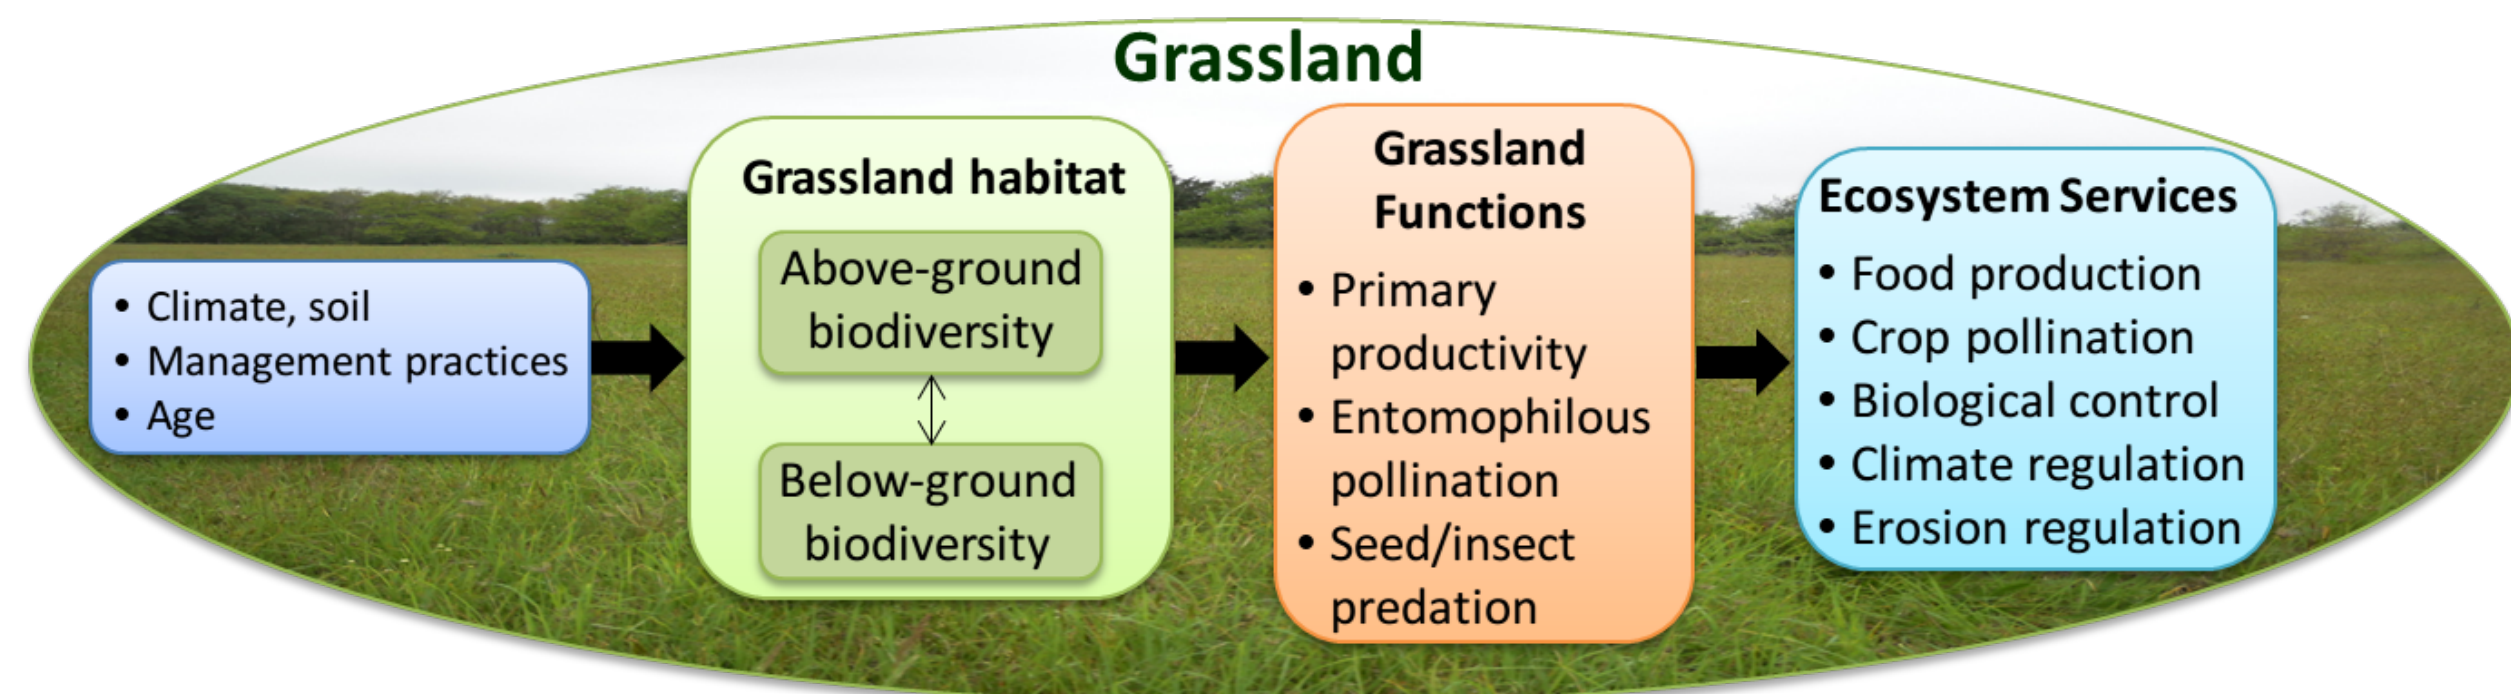 Grassland
• Climate, soil
• Management practices
• Age
Grassland habitat
Above-ground
biodiversity
Below-ground
biodiversity
Grassland
Functions
• Primary
productivity
• Entomophilous
pollination
• Seed/insect
predation
Ecosystem Services
• Food production
• Crop pollination
• Biological control
• Climate regulation
• Erosion regulation